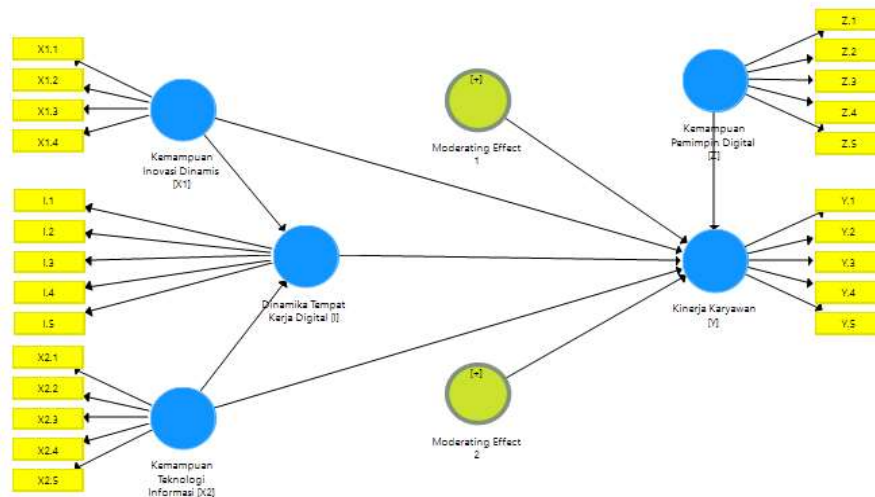 X1.1
X1.2
X1.3
X1.4
Kemampuan
Inovasi Dinamis
[X1]
I.1
I.2
I.3
I.4
I.5
Dinamika Tempat
Kerja Digital [I]
X2.1
X2.2
X2.3
X2.4
X2.5
Kemampuan
Teknologi
Informasi [X2]
[+]
Moderating Effect
1
[+]
Moderating Effect
2
Kemampuan
Pemimpin Digital
[Z]
Z.1
Z.2
Z.3
Z.4
Z.5
Kinerja Karyawan
[Y]
Y.1
Y.2
Y.3
Y.4
Y.5